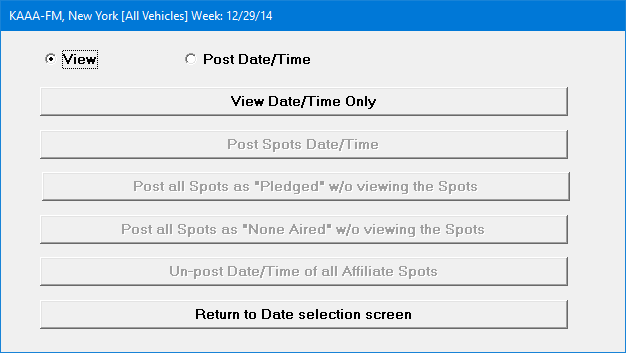 KAAA-FM, New York [All Vehicles] Week: 12/29/14
View Post Date/Time
View Date/Time Only
Post Spots Date/Time
Post all Spots as "Pledged" w/o viewing the Spots
Post all Spots as "None Aired" w/o viewing the Spots
Un-post Date/Time of all Affiliate Spots
Return to Date selection screen